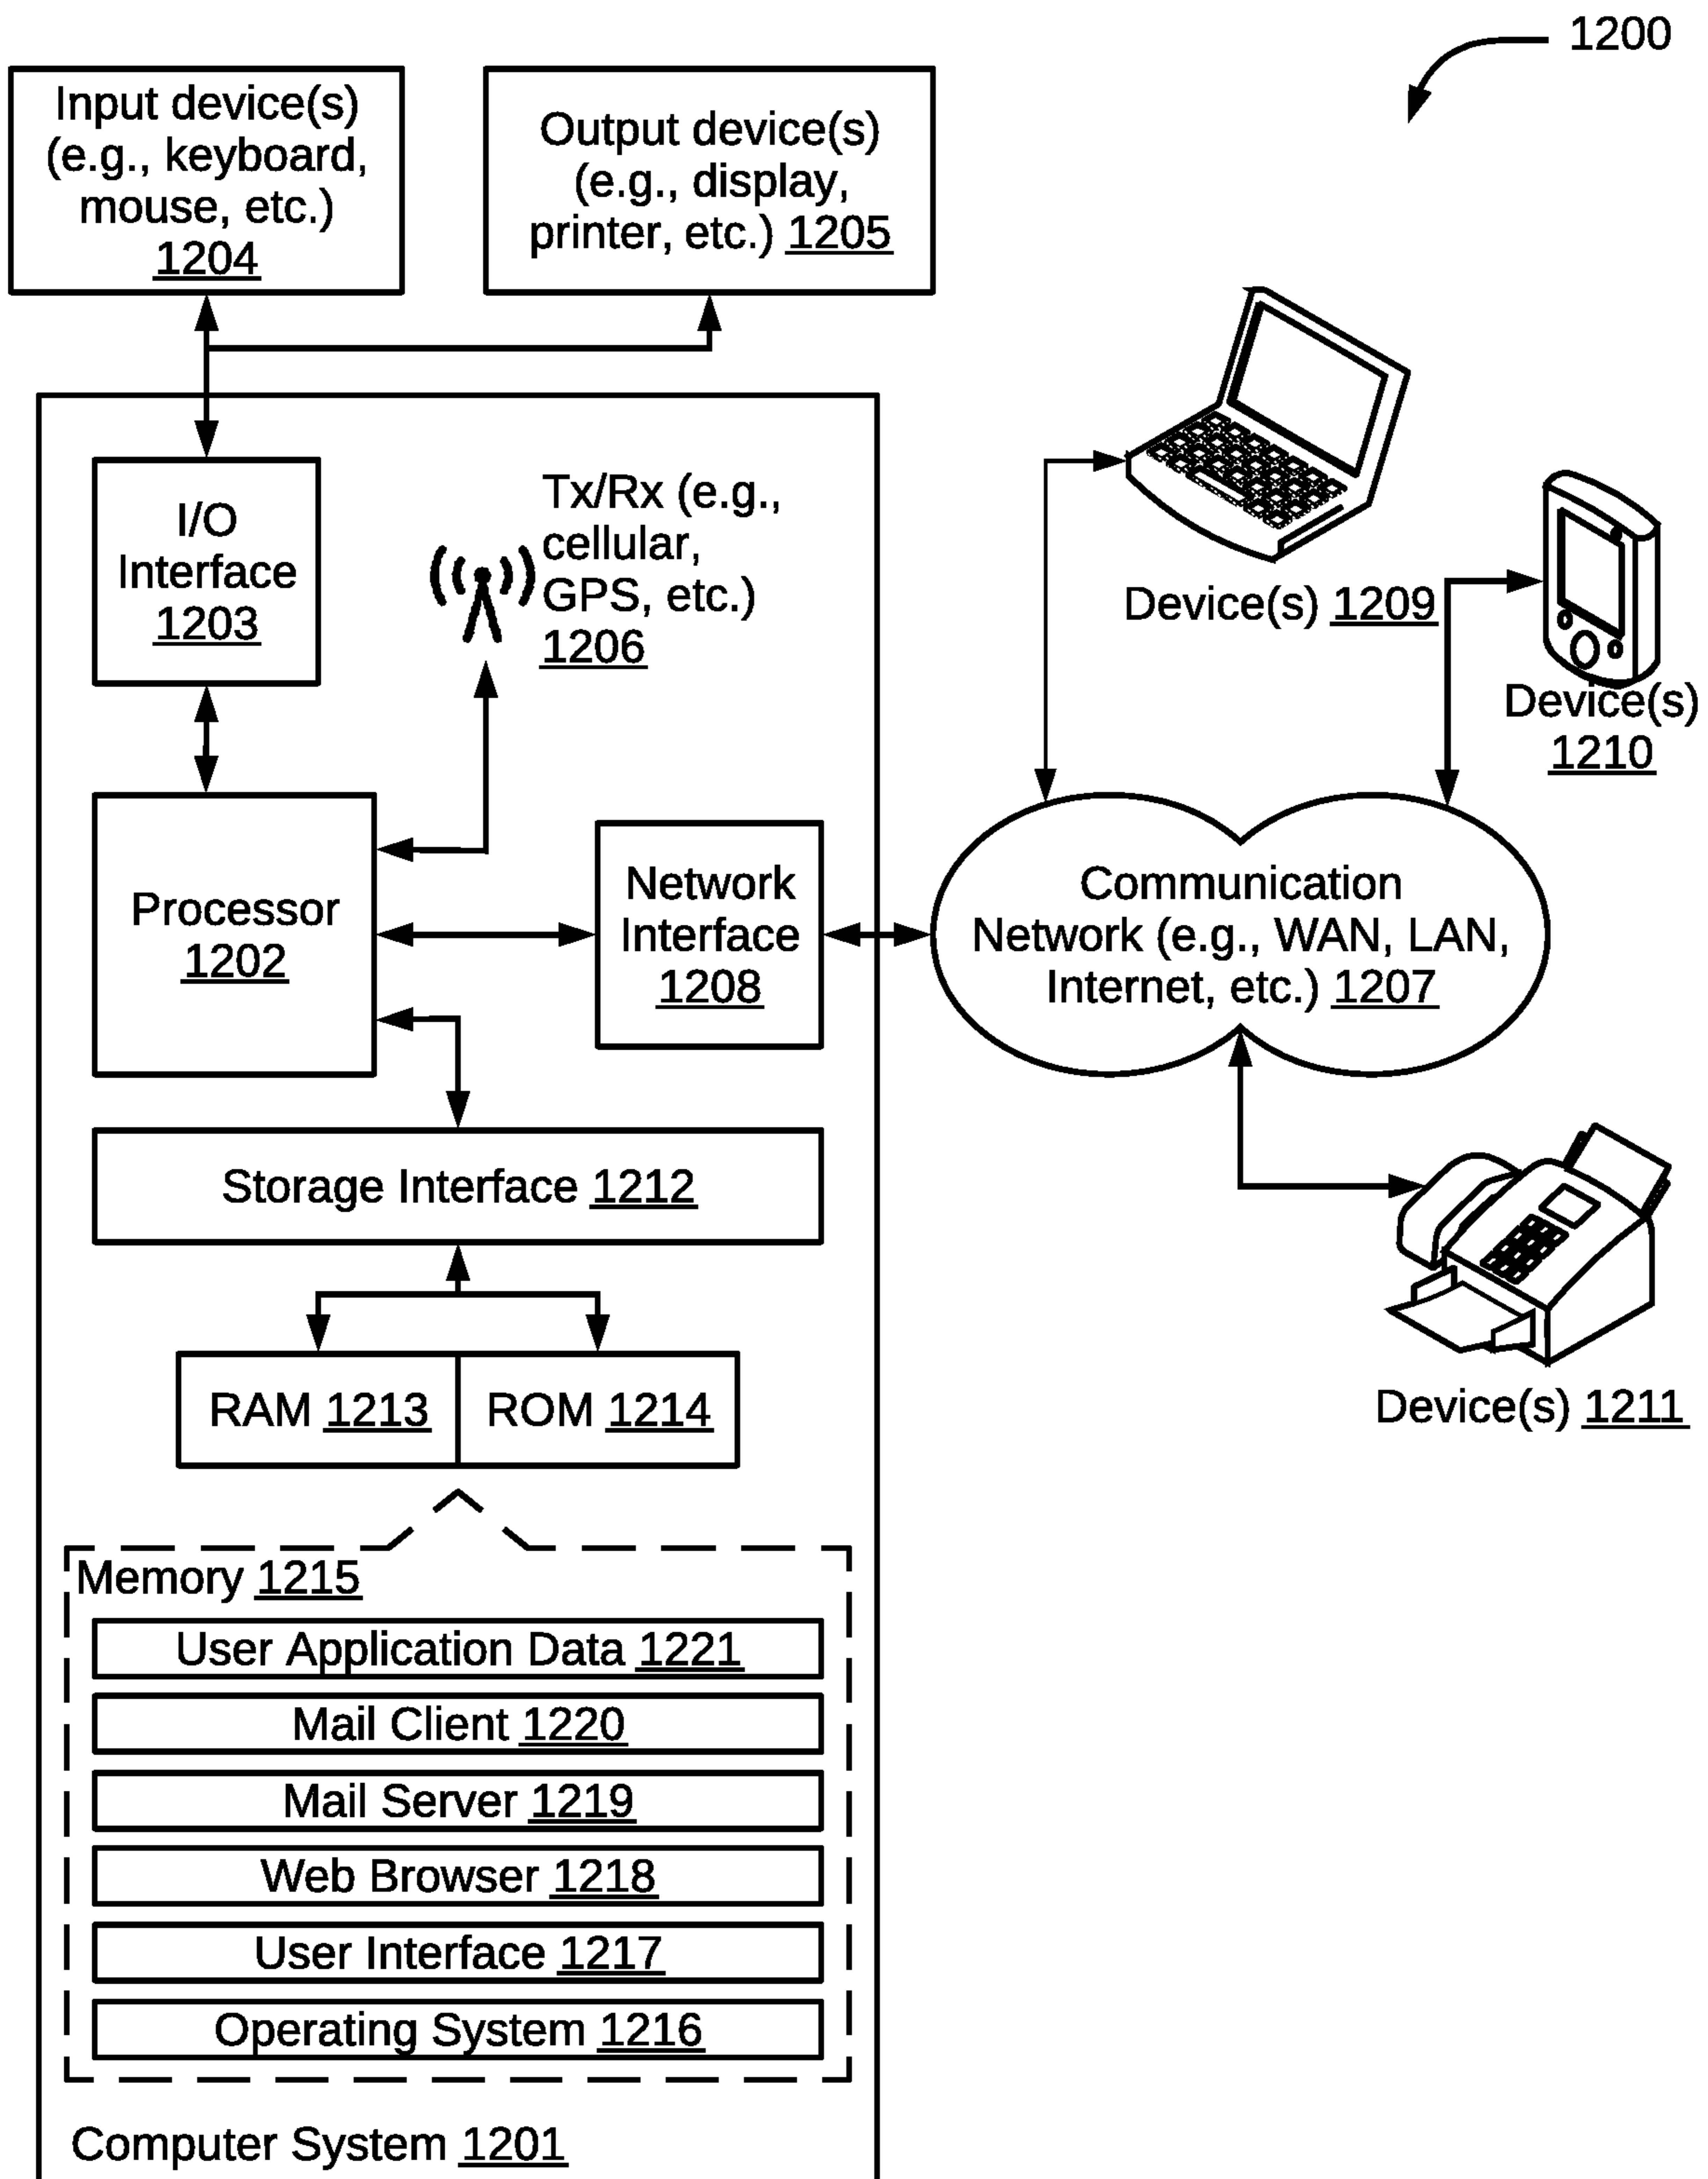 1200
Input device(s)
(e.g., keyboard,
mouse, etc.)
1204
Output device(s)
(e.g., display,
printer, etc.) 1205
I/O
Interface
1203
Tx/Rx (e.g.,
cellular,
GPS, etc.)
1206
Device(s) 1209
Device(s)
1210
Processor
1202
Network
Interface
1208
Communication
Network (e.g., WAN, LAN,
Internet, etc.) 1207
Storage Interface 1212
RAM 1213
ROM 1214
Device(s) 1211
Memory 1215
User Application Data 1221
Mail Client 1220
Mail Server 1219
Web Browser 1218
User Interface 1217
Operating System 1216
Computer System 1201